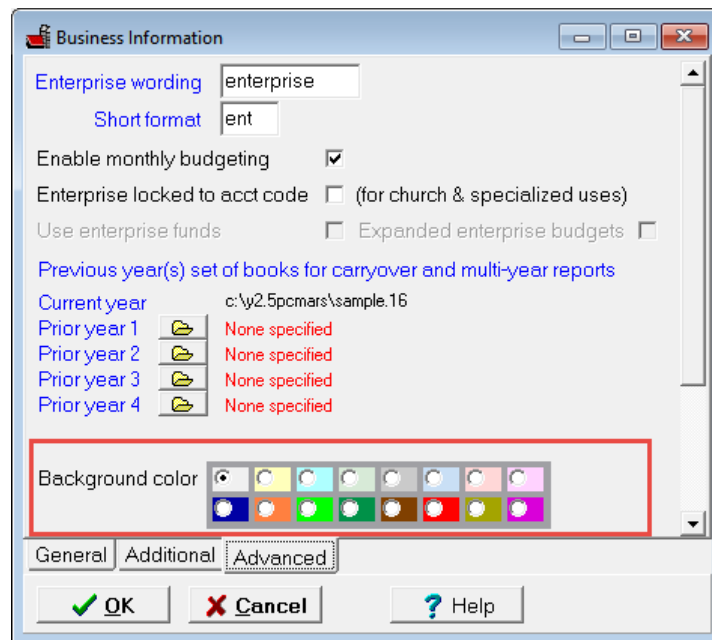 Business Information
Enterprise wording enterprise
Short format ent
Enable monthly budgeting
Enterprise locked to acct code (for church & specialized uses)
Use enterprise funds Expanded enterprise budgets
Previous year(s) set of books for carryover and multi-year reports
Current year c:\y2.5pcmars\sample.16
Prior year 1 None specified
Prior year 2 None specified
Prior year 3 None specified
Prior year 4 None specified
Background color
General Additional Advanced
OK Cancel Help